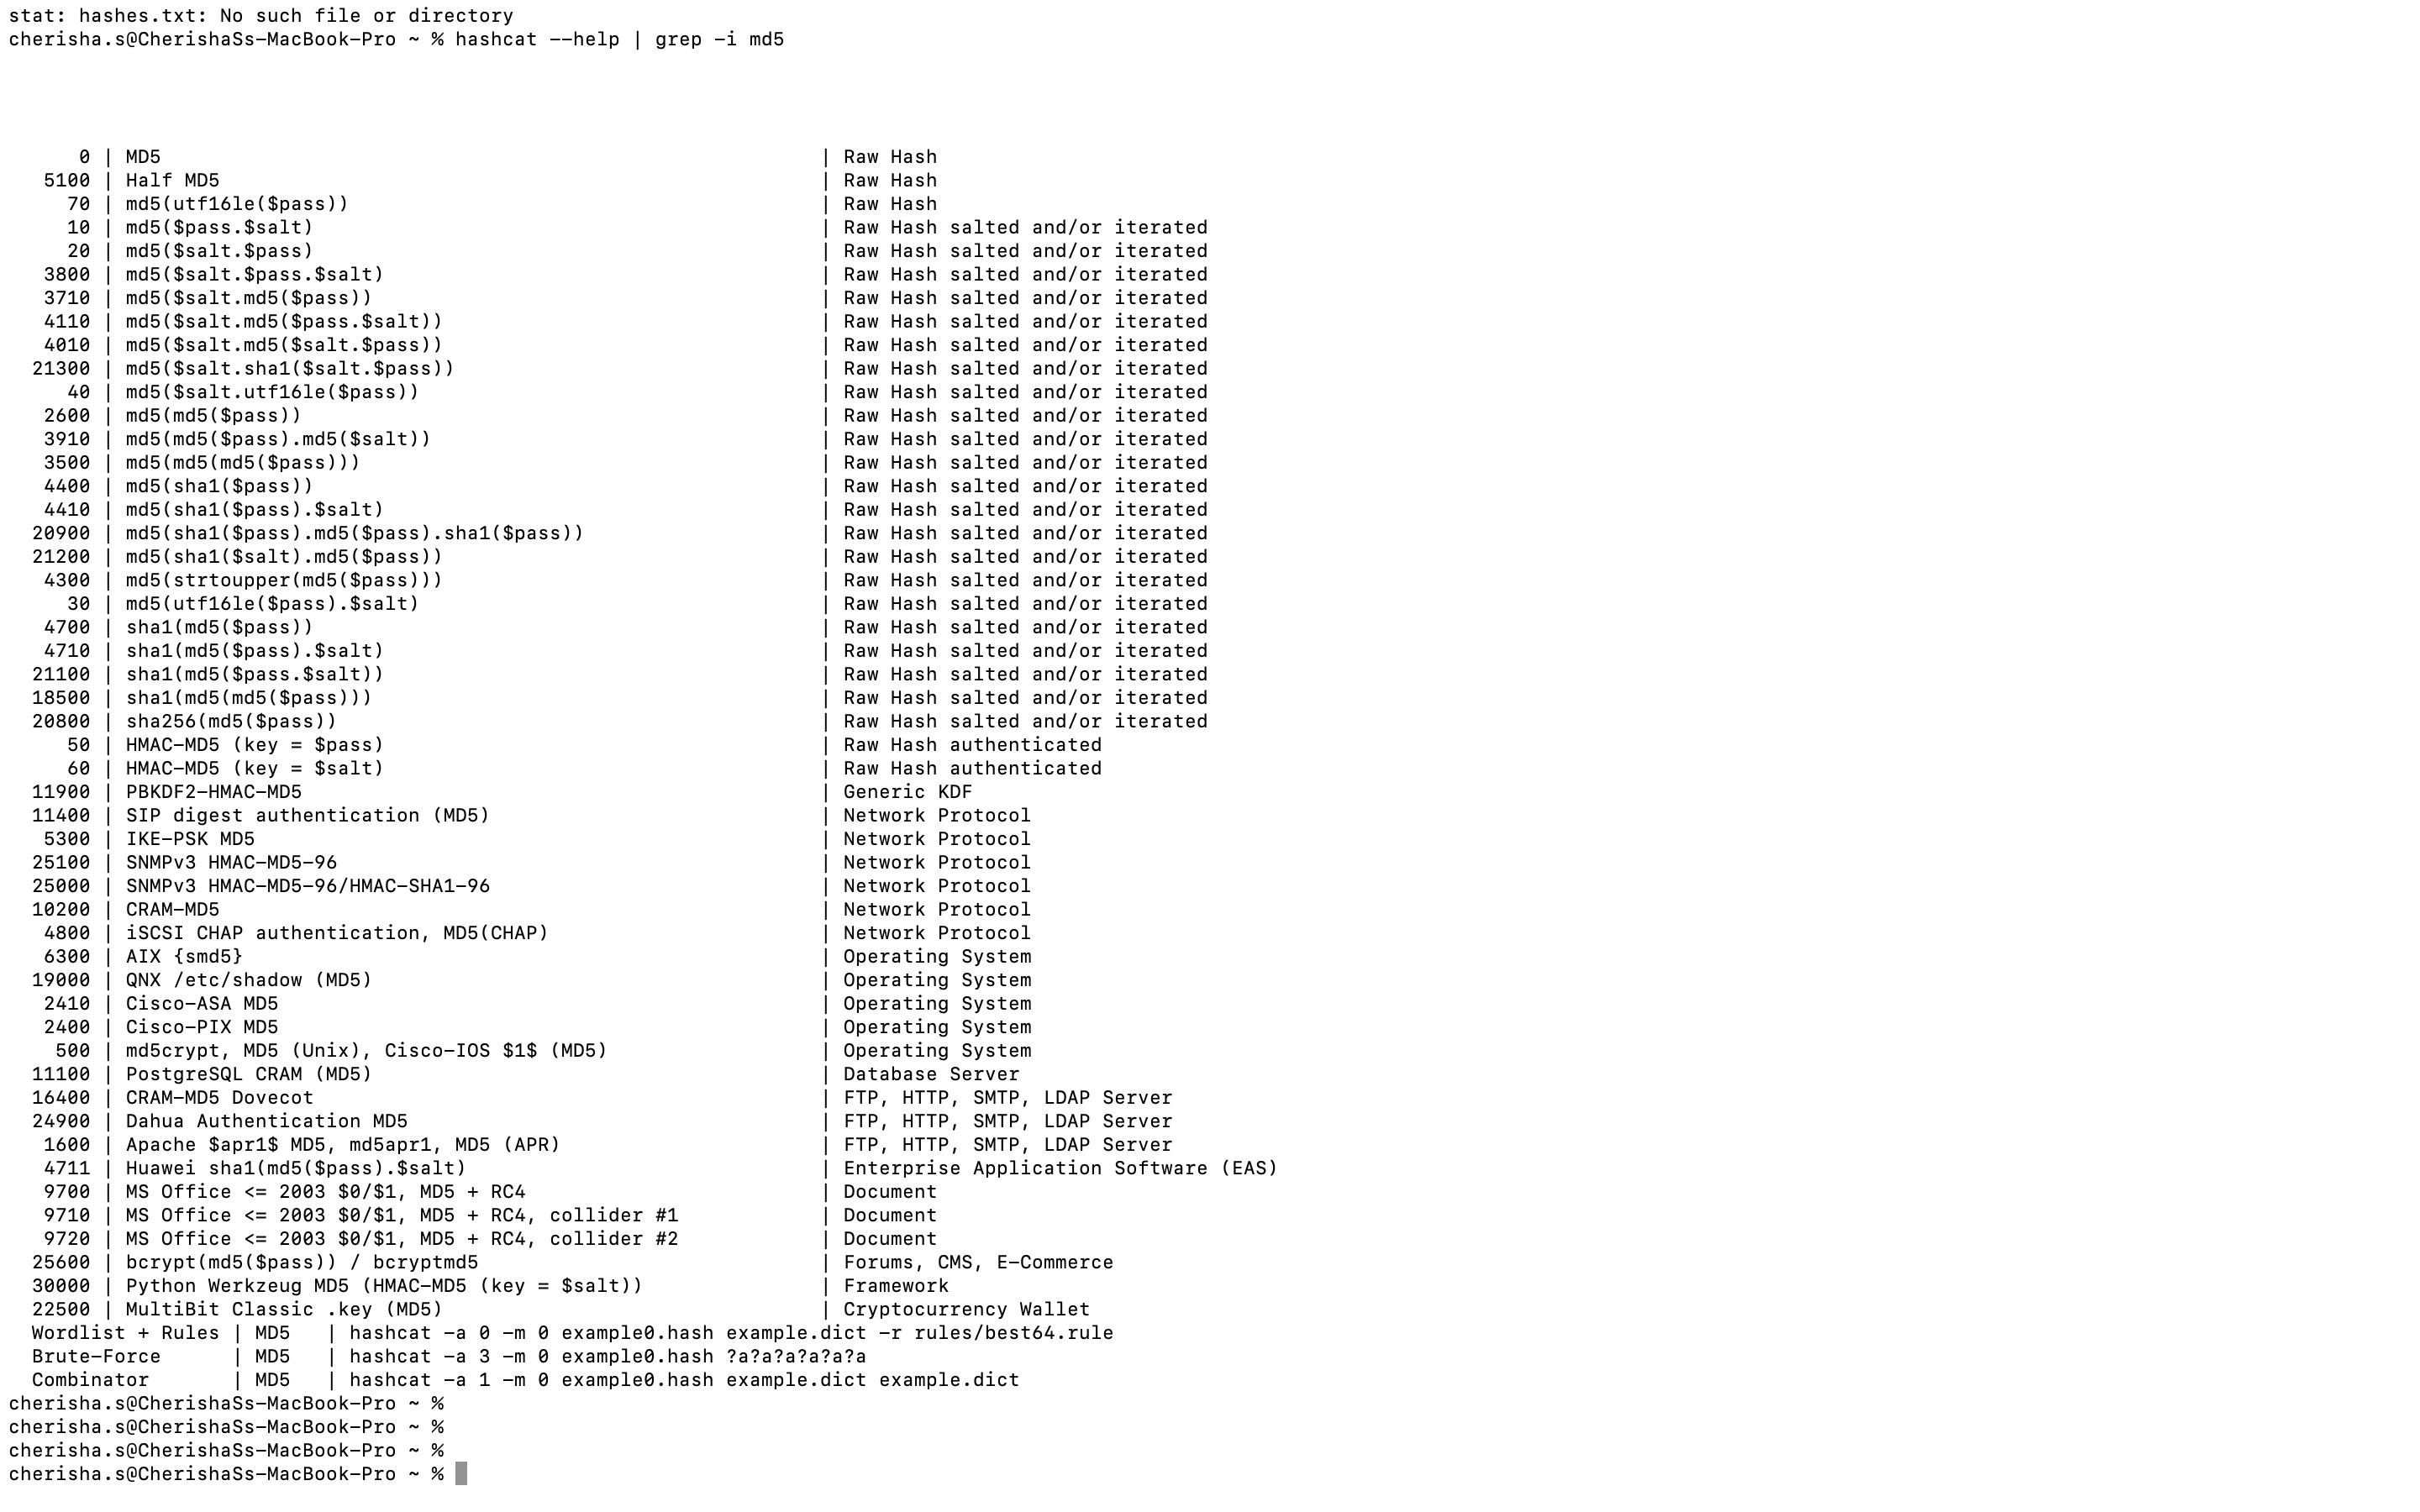 stat: hashes.txt: No such file or directory
cherisha.s@CherishaSs-MacBook-Pro ~ % hashcat --help | grep -i md5
0 | MD5 | Raw Hash
5100 | Half MD5 | Raw Hash
70 | md5(utf16le($pass)) | Raw Hash
10 | md5($pass.$salt) | Raw Hash salted and/or iterated
20 | md5($salt.$pass) | Raw Hash salted and/or iterated
3800 | md5($salt.$pass.$salt) | Raw Hash salted and/or iterated
3710 | md5($salt.md5($pass)) | Raw Hash salted and/or iterated
4110 | md5($salt.md5($pass.$salt)) | Raw Hash salted and/or iterated
4010 | md5($salt.md5($salt.$pass)) | Raw Hash salted and/or iterated
21300 | md5($salt.sha1($salt.$pass)) | Raw Hash salted and/or iterated
40 | md5($salt.utf16le($pass)) | Raw Hash salted and/or iterated
2600 | md5(md5($pass)) | Raw Hash salted and/or iterated
3910 | md5(md5($pass).md5($salt)) | Raw Hash salted and/or iterated
3500 | md5(md5(md5($pass))) | Raw Hash salted and/or iterated
4400 | md5(sha1($pass)) | Raw Hash salted and/or iterated
4410 | md5(sha1($pass).$salt) | Raw Hash salted and/or iterated
20900 | md5(sha1($pass).md5($pass).sha1($pass)) | Raw Hash salted and/or iterated
21200 | md5(sha1($salt).md5($pass)) | Raw Hash salted and/or iterated
4300 | md5(strtoupper(md5($pass))) | Raw Hash salted and/or iterated
30 | md5(utf16le($pass).$salt) | Raw Hash salted and/or iterated
4700 | sha1(md5($pass)) | Raw Hash salted and/or iterated
4710 | sha1(md5($pass).$salt) | Raw Hash salted and/or iterated
21100 | sha1(md5($pass.$salt)) | Raw Hash salted and/or iterated
18500 | sha1(md5(md5($pass))) | Raw Hash salted and/or iterated
20800 | sha256(md5($pass)) | Raw Hash salted and/or iterated
50 | HMAC-MD5 (key = $pass) | Raw Hash authenticated
60 | HMAC-MD5 (key = $salt) | Raw Hash authenticated
11900 | PBKDF2-HMAC-MD5 | Generic KDF
11400 | SIP digest authentication (MD5) | Network Protocol
5300 | IKE-PSK MD5 | Network Protocol
25100 | SNMPv3 HMAC-MD5-96 | Network Protocol
25000 | SNMPv3 HMAC-MD5-96/HMAC-SHA1-96 | Network Protocol
10200 | CRAM-MD5 | Network Protocol
4800 | iSCSI CHAP authentication, MD5(CHAP) | Network Protocol
6300 | AIX {smd5} | Operating System
19000 | QNX /etc/shadow (MD5) | Operating System
2410 | Cisco-ASA MD5 | Operating System
2400 | Cisco-PIX MD5 | Operating System
500 | md5crypt, MD5 (Unix), Cisco-IOS $1$ (MD5) | Operating System
11100 | PostgreSQL CRAM (MD5) | Database Server
16400 | CRAM-MD5 Dovecot | FTP, HTTP, SMTP, LDAP Server
24900 | Dahua Authentication MD5 | FTP, HTTP, SMTP, LDAP Server
1600 | Apache $apr1$ MD5, md5apr1, MD5 (APR) | FTP, HTTP, SMTP, LDAP Server
4711 | Huawei sha1(md5($pass).$salt) | Enterprise Application Software (EAS)
9700 | MS Office <= 2003 $0/$1, MD5 + RC4 | Document
9710 | MS Office <= 2003 $0/$1, MD5 + RC4, collider #1 | Document
9720 | MS Office <= 2003 $0/$1, MD5 + RC4, collider #2 | Document
25600 | bcrypt(md5($pass)) / bcryptmd5 | Forums, CMS, E-Commerce
30000 | Python Werkzeug MD5 (HMAC-MD5 (key = $salt)) | Framework
22500 | MultiBit Classic .key (MD5) | Cryptocurrency Wallet
Wordlist + Rules | MD5 | hashcat -a 0 -m 0 example0.hash example.dict -r rules/best64.rule
Brute-Force | MD5 | hashcat -a 3 -m 0 example0.hash ?a?a?a?a?a?a
Combinator | MD5 | hashcat -a 1 -m 0 example0.hash example.dict example.dict
cherisha.s@CherishaSs-MacBook-Pro ~ %
cherisha.s@CherishaSs-MacBook-Pro ~ %
cherisha.s@CherishaSs-MacBook-Pro ~ %
cherisha.s@CherishaSs-MacBook-Pro ~ %